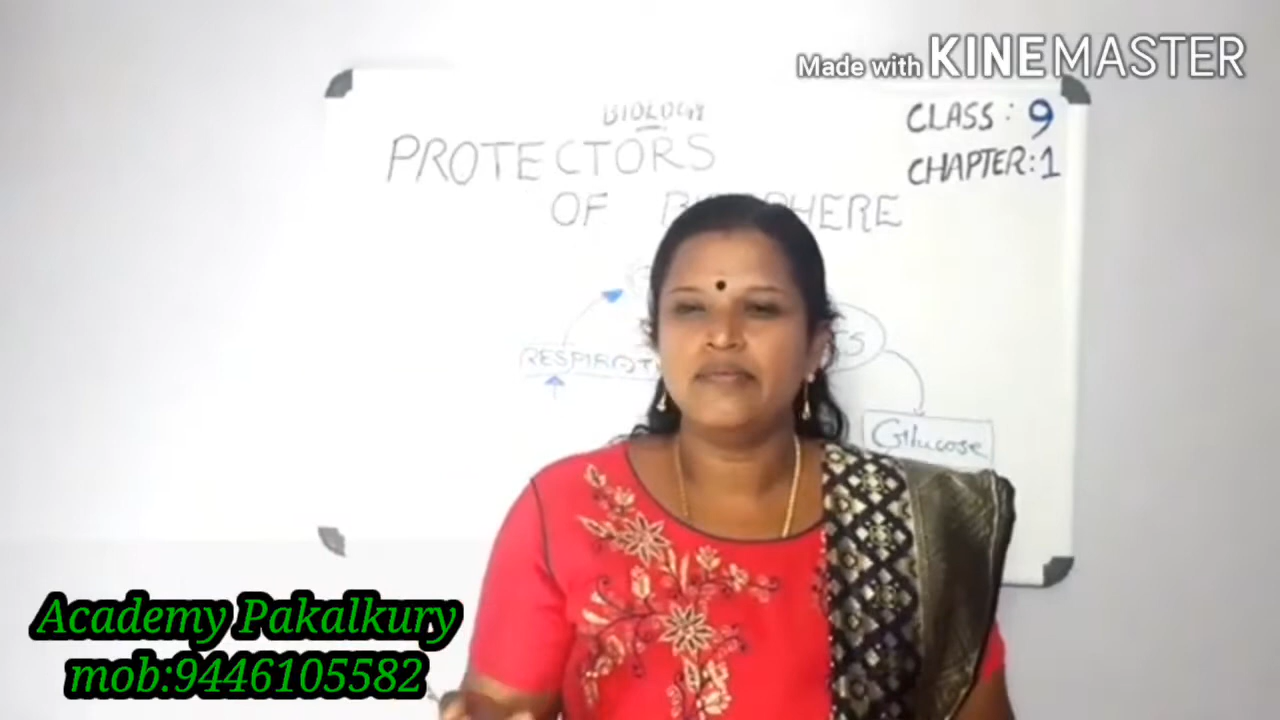 Made with KINEMASTER
BIOLOGY
CLASS: 9
PROTECTORS
CHAPTER:1
OF
Glucose
Academy Pakalkury
mob:9446105582